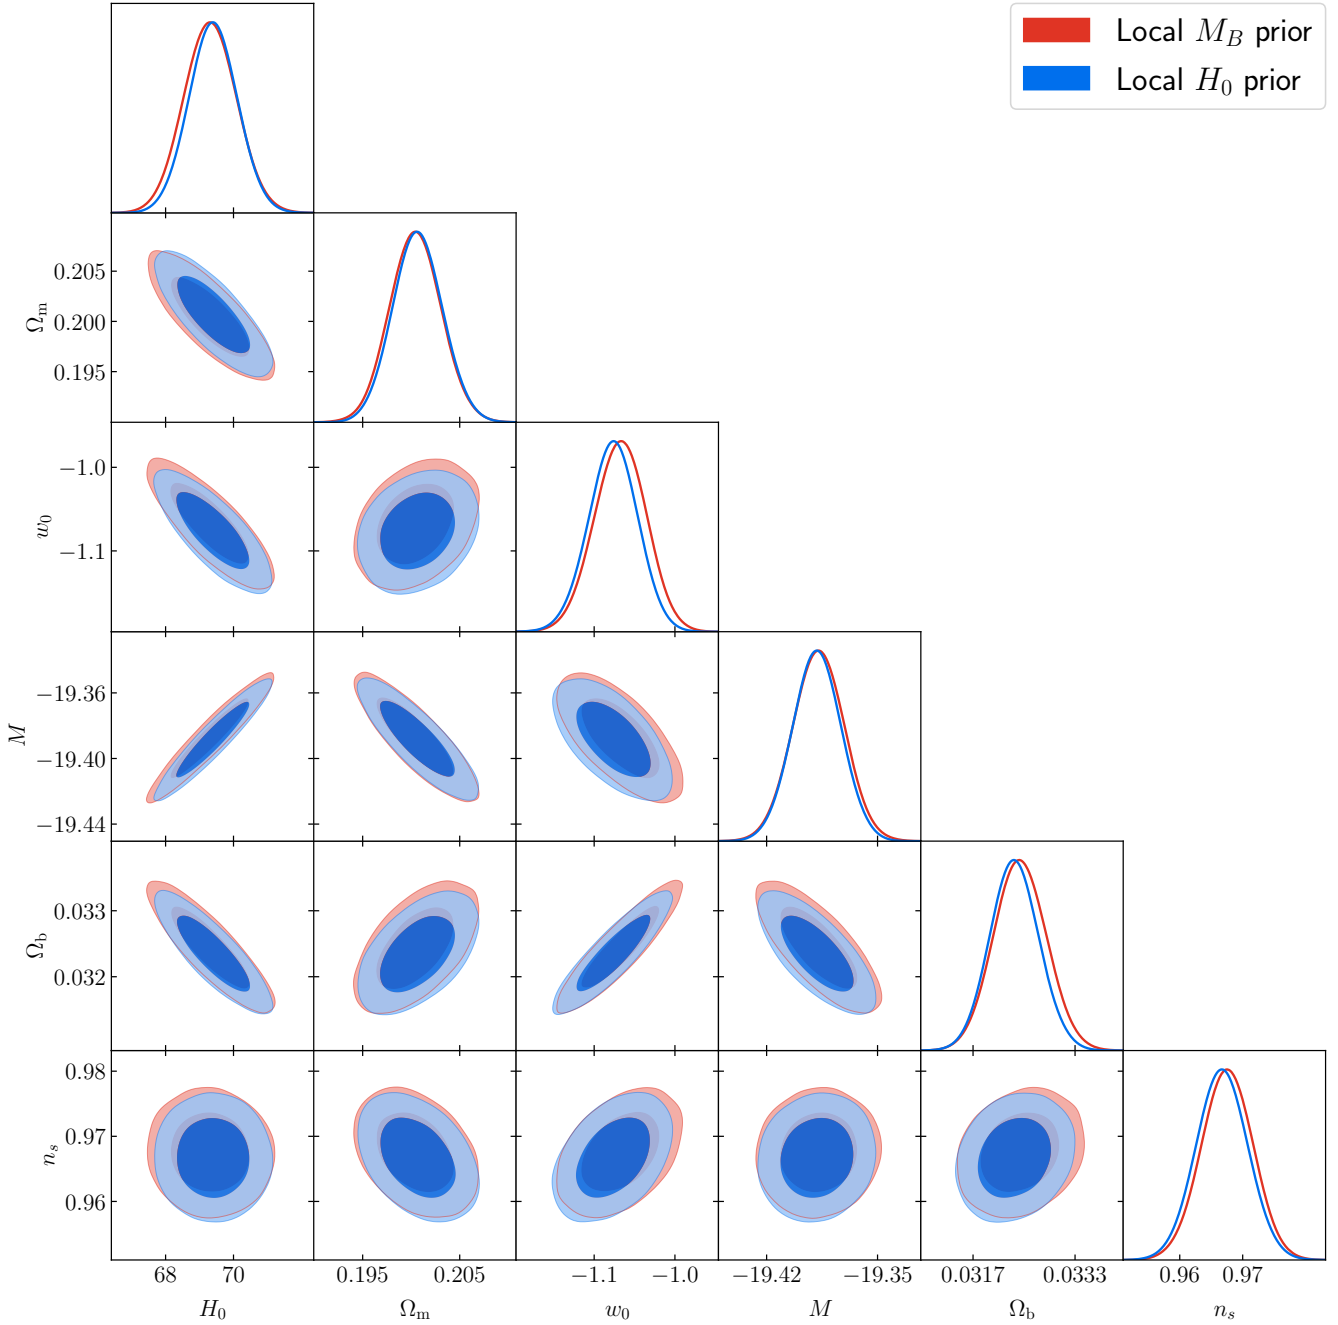 Local M_B prior
Local H_0 prior
0.205
0.200
0.195
Ω_m
−1.0
−1.1
w_0
−19.36
−19.40
−19.44
M
0.033
0.032
Ω_b
0.98
0.97
0.96
n_s
68 70 0.195 0.205 −1.1 −1.0 −19.42 −19.35 0.0317 0.0333 0.96 0.97
H_0 Ω_m w_0 M Ω_b n_s